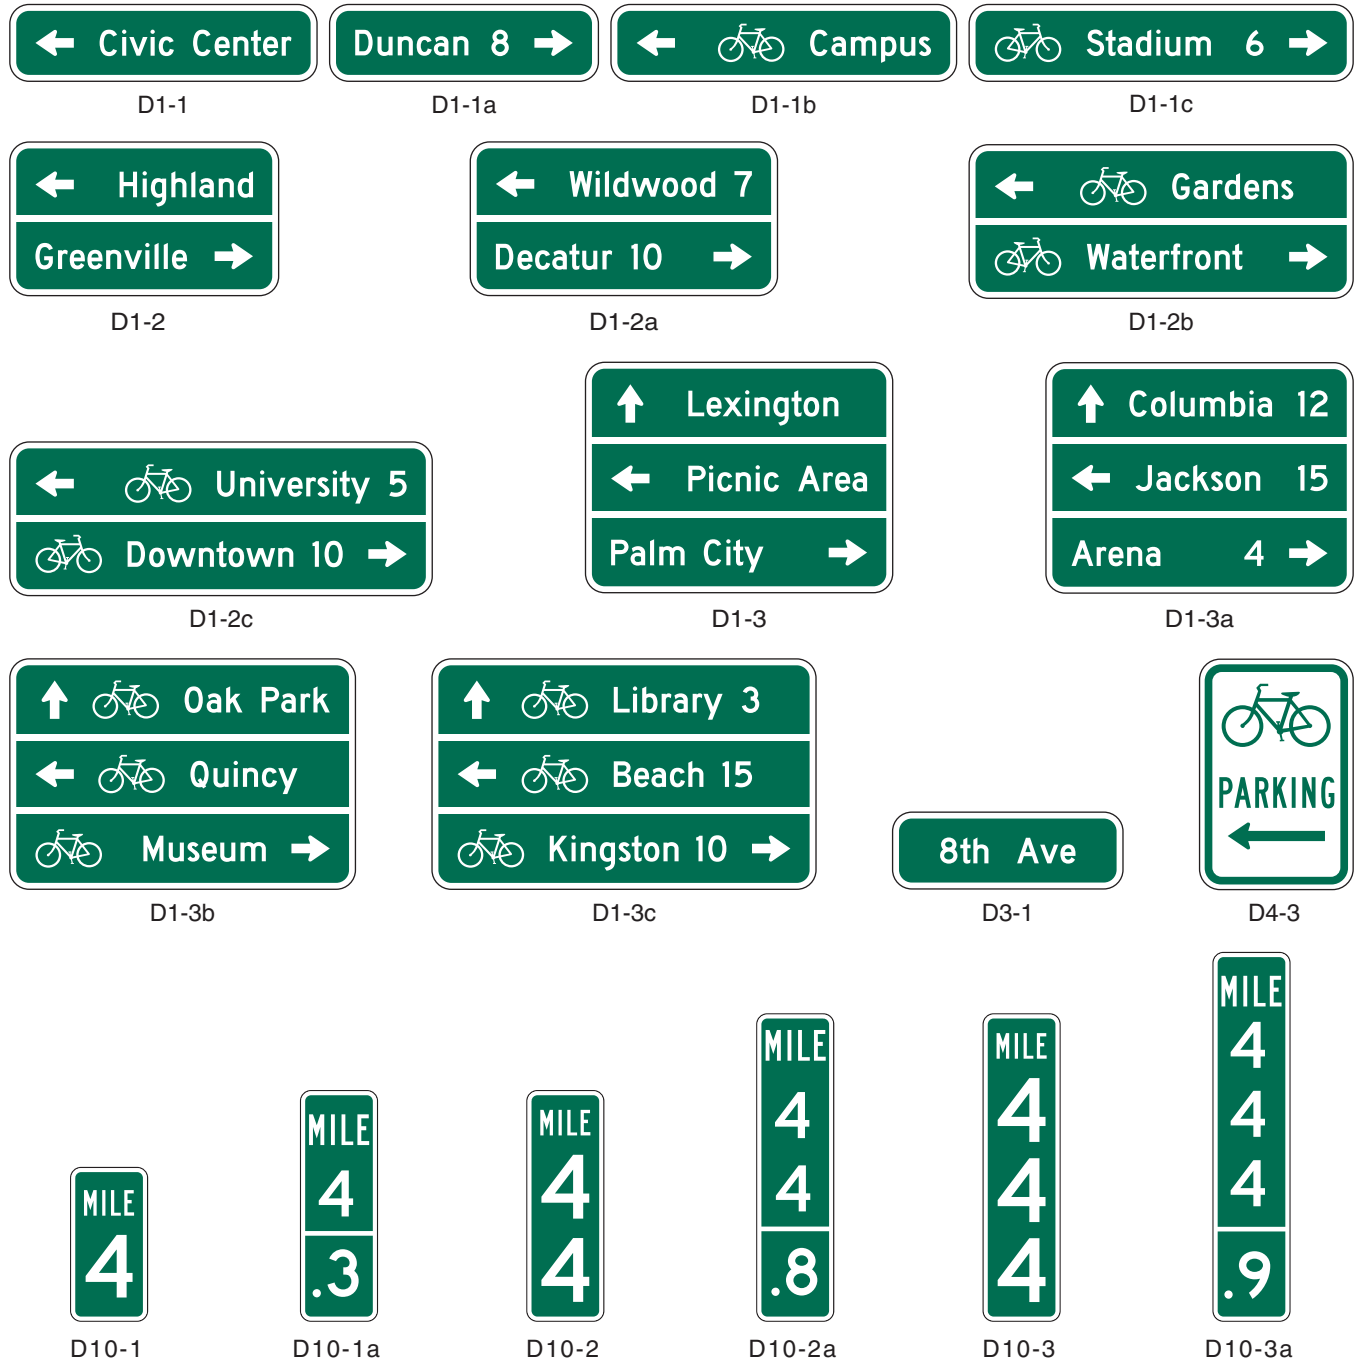 Civic Center
Duncan 8
Campus
Stadium 6
D1-1
D1-1a
D1-1b
D1-1c
Highland
Greenville
Wildwood 7
Decatur 10
Gardens
Waterfront
D1-2
D1-2a
D1-2b
University 5
Downtown 10
Lexington
Picnic Area
Palm City
Columbia 12
Jackson 15
Arena 4
D1-2c
D1-3
D1-3a
Oak Park
Quincy
Museum
Library 3
Beach 15
Kingston 10
8th Ave
PARKING
D1-3b
D1-3c
D3-1
D4-3
MILE
4
MILE
4
.3
MILE
4
4
MILE
4
4
.8
MILE
4
4
4
MILE
4
4
4
.9
D10-1
D10-1a
D10-2
D10-2a
D10-3
D10-3a